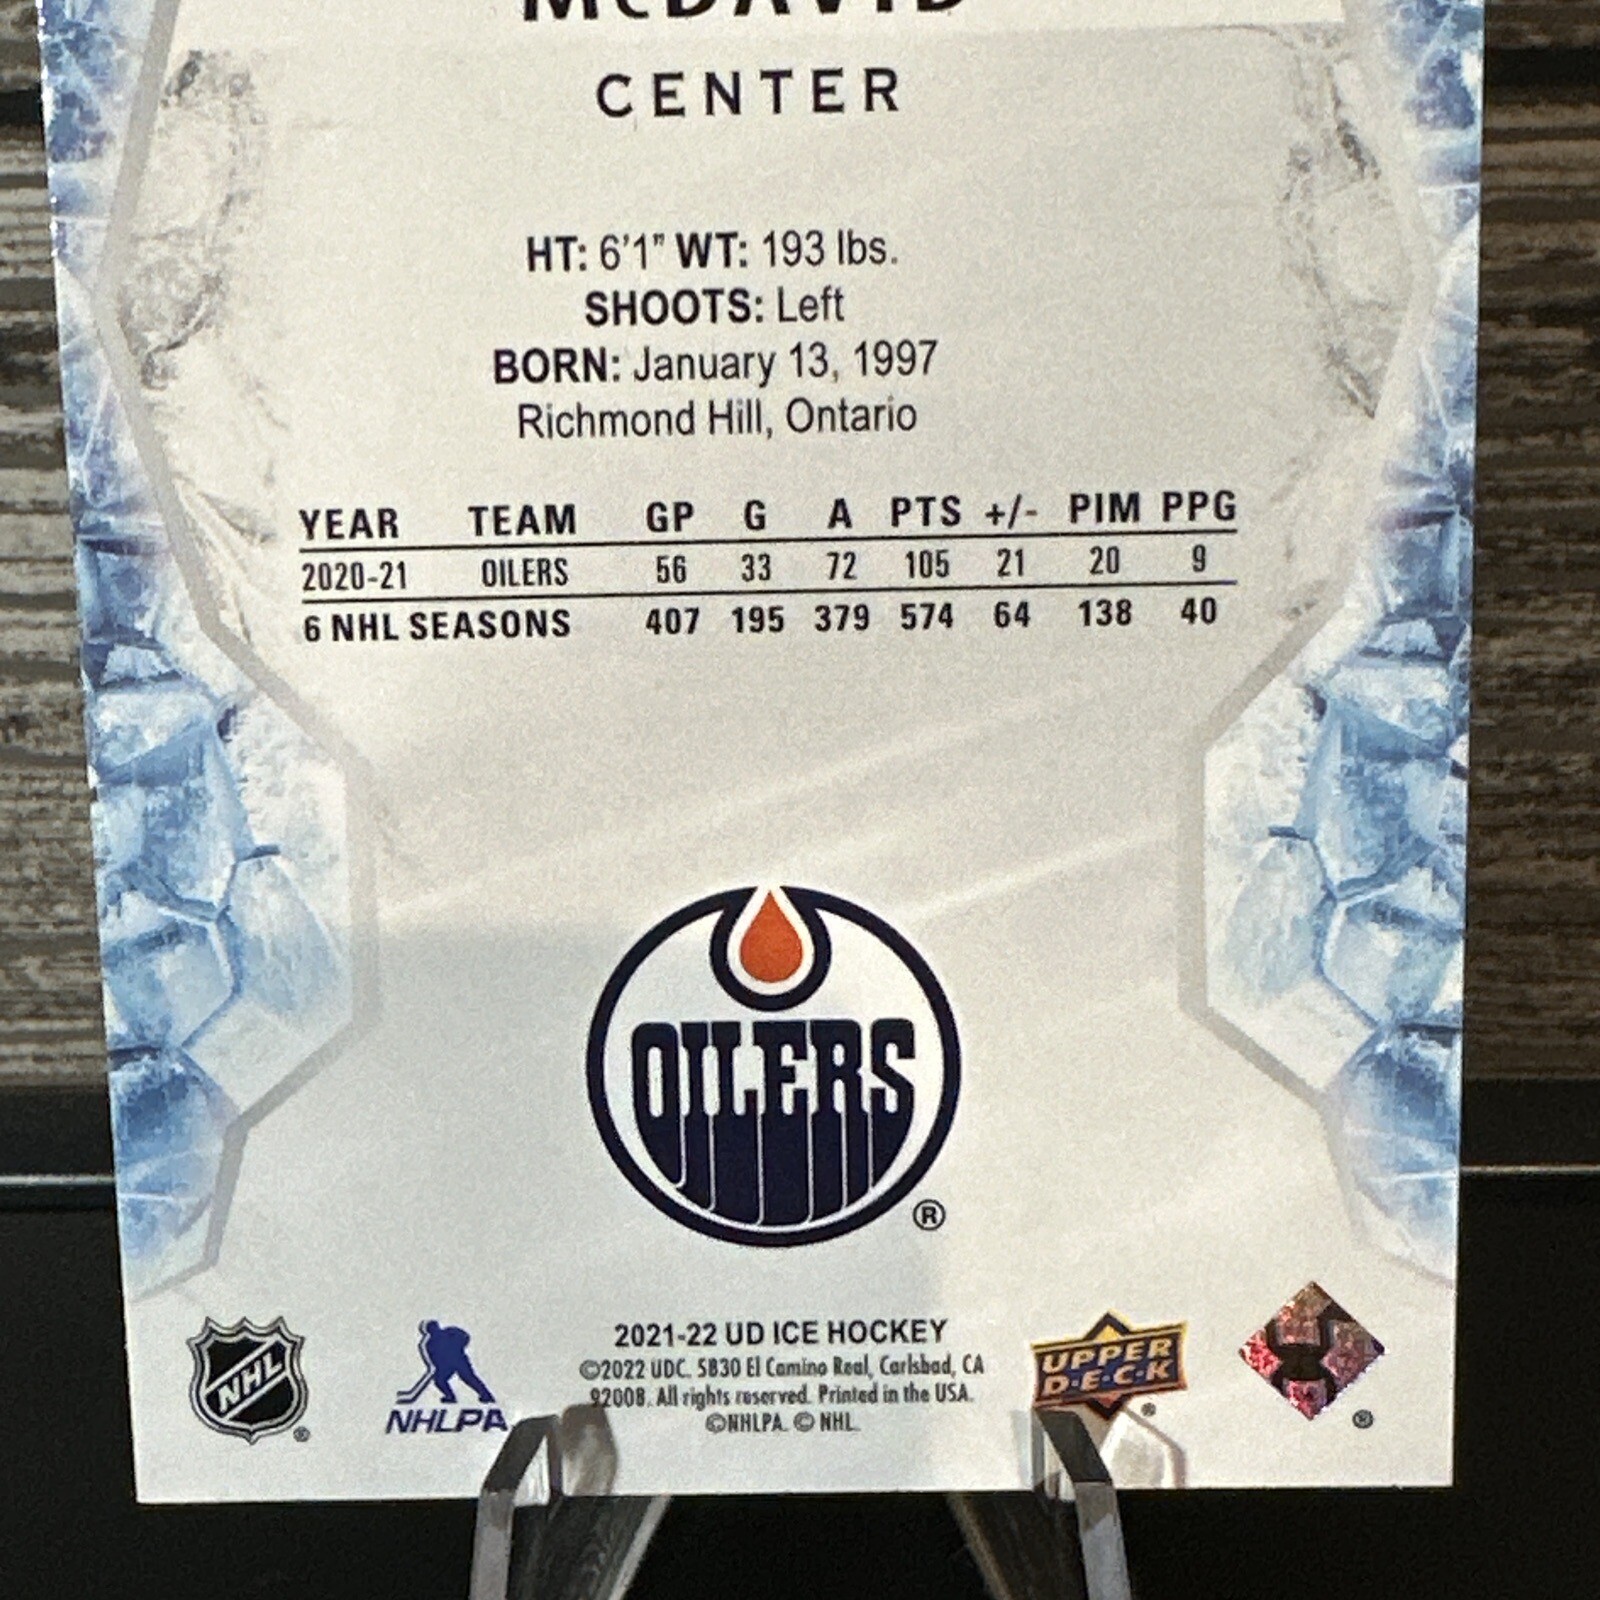 McDAVID
CENTER
HT: 6'1" WT: 193 lbs.
SHOOTS: Left
BORN: January 13, 1997
Richmond Hill, Ontario
YEAR TEAM GP G A PTS +/- PIM PPG
2020-21 OILERS 56 33 72 105 21 20 9
6 NHL SEASONS 407 195 379 574 64 138 40
OILERS
®
2021-22 UD ICE HOCKEY
©2022 UDC. 5830 El Camino Real, Carlsbad, CA
92008. All rights reserved. Printed in the USA.
©NHLPA. © NHL.
NHL ®
NHLPA
UPPER
D·E·C·K ®
®